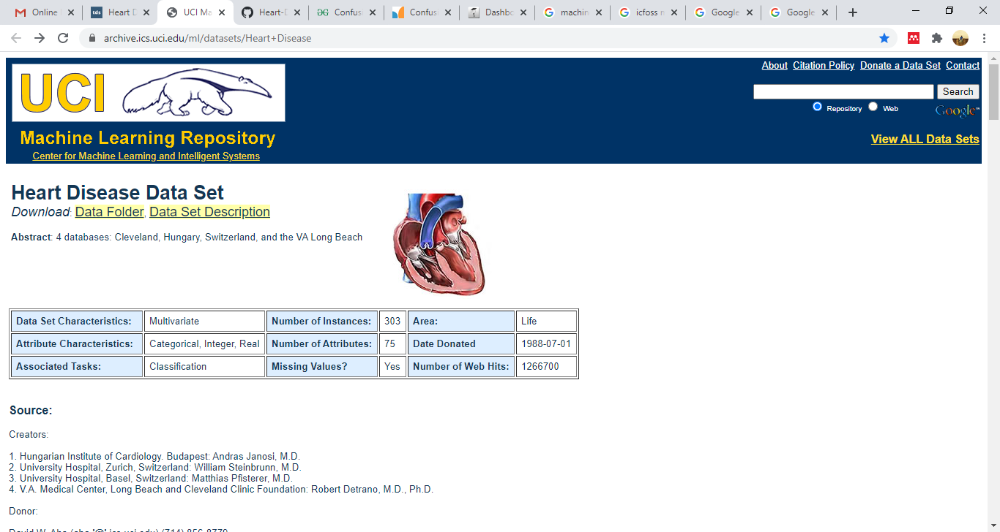 Online
Heart D
UCI Ma
Heart-D
Confus
Confus
Dashbo
machin
icfoss n
Google
Google
archive.ics.uci.edu/ml/datasets/Heart+Disease
UCI
Machine Learning Repository
Center for Machine Learning and Intelligent Systems
About Citation Policy Donate a Data Set Contact
Search
Repository Web Google™
View ALL Data Sets
Heart Disease Data Set
Download: Data Folder, Data Set Description
Abstract: 4 databases: Cleveland, Hungary, Switzerland, and the VA Long Beach
Data Set Characteristics: Multivariate Number of Instances: 303 Area: Life
Attribute Characteristics: Categorical, Integer, Real Number of Attributes: 75 Date Donated 1988-07-01
Associated Tasks: Classification Missing Values? Yes Number of Web Hits: 1266700
Source:
Creators:
1. Hungarian Institute of Cardiology. Budapest: Andras Janosi, M.D.
2. University Hospital, Zurich, Switzerland: William Steinbrunn, M.D.
3. University Hospital, Basel, Switzerland: Matthias Pfisterer, M.D.
4. V.A. Medical Center, Long Beach and Cleveland Clinic Foundation: Robert Detrano, M.D., Ph.D.
Donor:
David W. Aha (aha '@' ics.uci.edu) (714) 856-8779